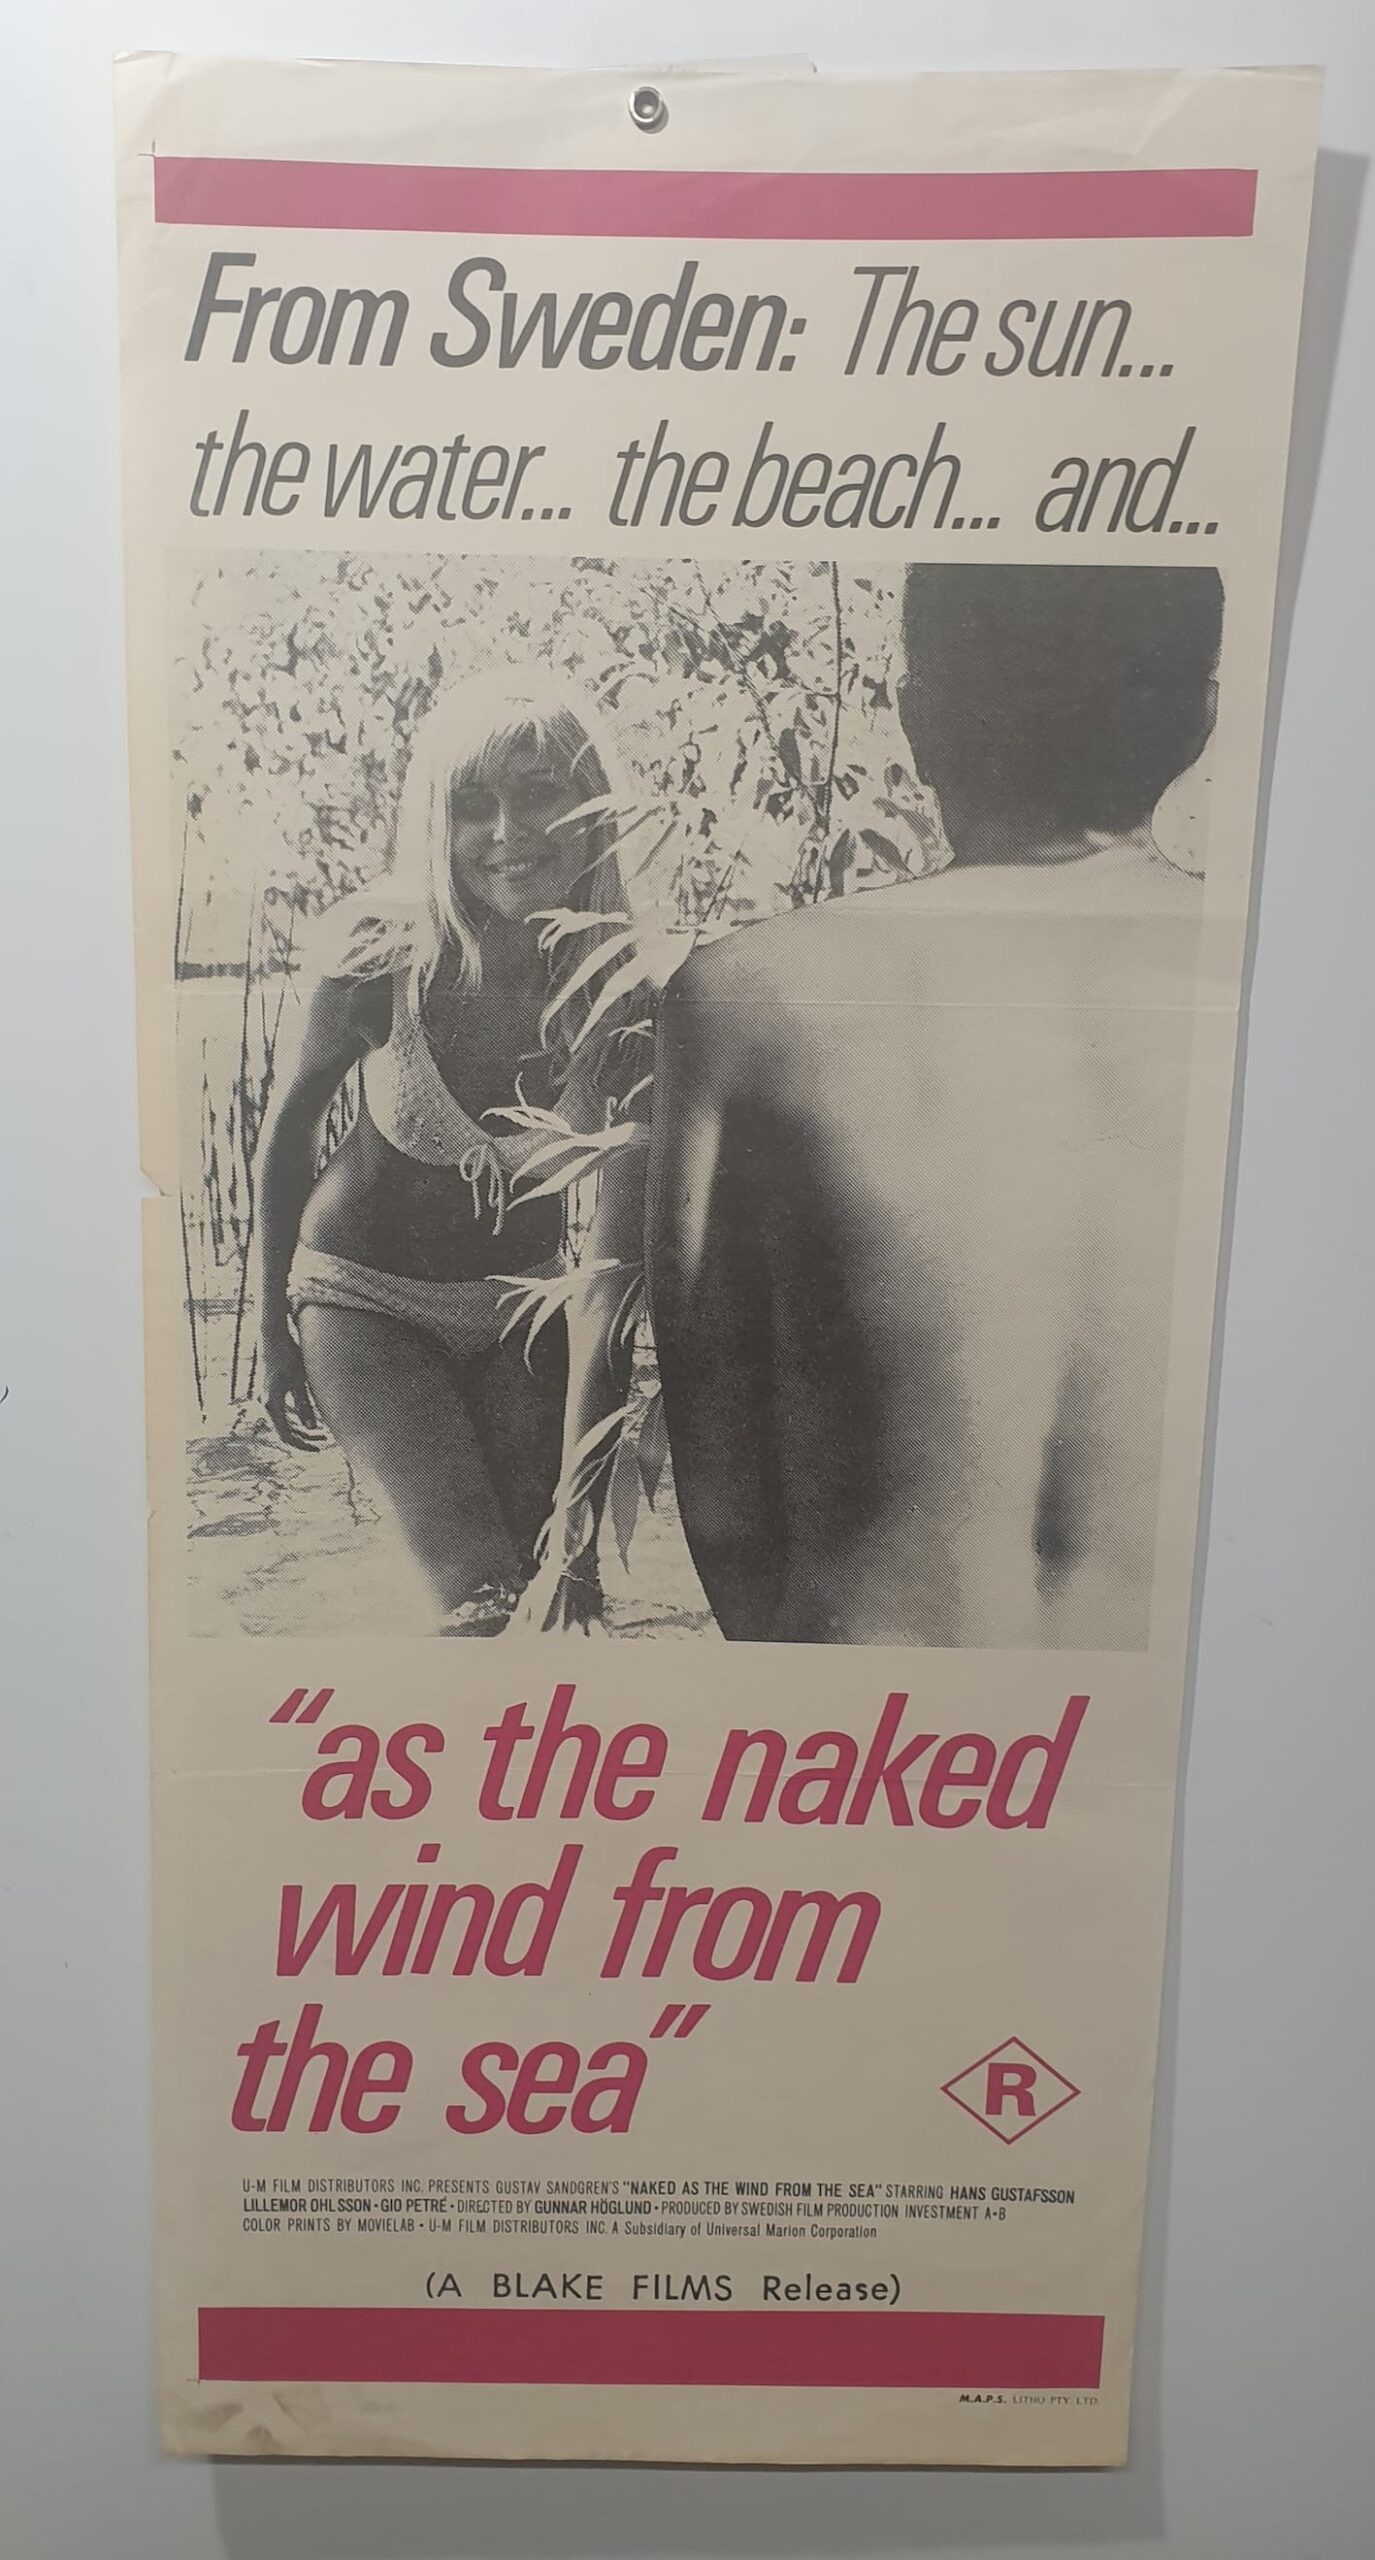 From Sweden: The sun...
the water... the beach... and...
"as the naked
wind from
the sea"
R
U-M FILM DISTRIBUTORS INC. PRESENTS GUSTAV SANDGREN'S "NAKED AS THE WIND FROM THE SEA" STARRING HANS GUSTAFSSON
LILLEMOR OHLSSON • GIO PETRÉ • DIRECTED BY GUNNAR HÖGLUND • PRODUCED BY SWEDISH FILM PRODUCTION INVESTMENT A-B
COLOR PRINTS BY MOVIELAB • U-M FILM DISTRIBUTORS INC. A Subsidiary of Universal Marion Corporation
(A BLAKE FILMS Release)
M.A.P.S. LITHO PTY. LTD.